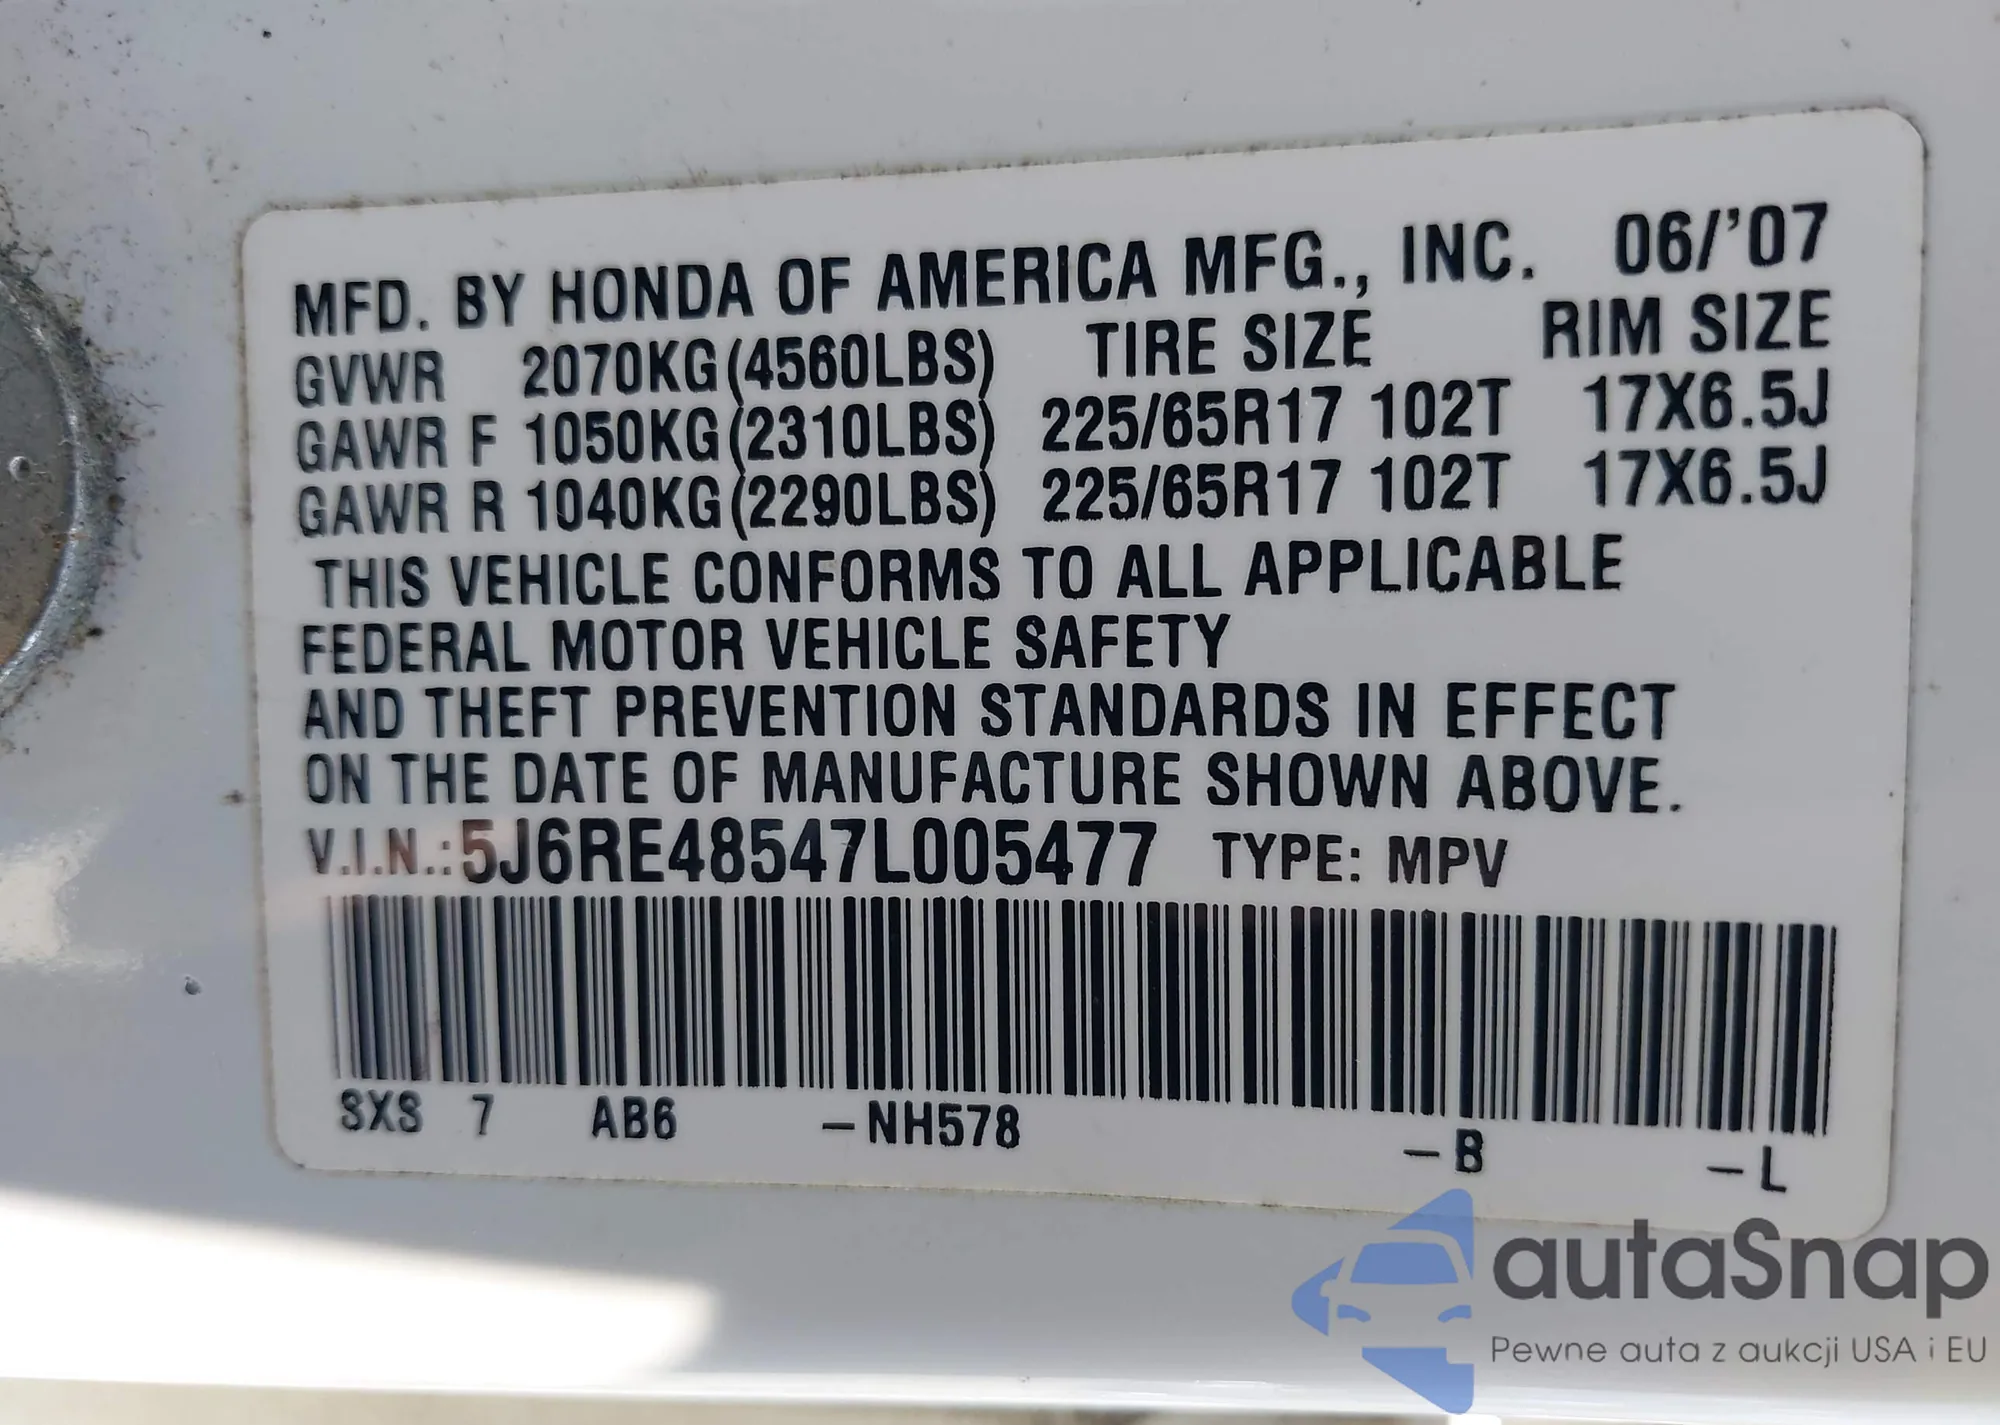 MFD. BY HONDA OF AMERICA MFG., INC. 06/'07
GVWR 2070KG(4560LBS) TIRE SIZE RIM SIZE
GAWR F 1050KG(2310LBS) 225/65R17 102T 17X6.5J
GAWR R 1040KG(2290LBS) 225/65R17 102T 17X6.5J
THIS VEHICLE CONFORMS TO ALL APPLICABLE
FEDERAL MOTOR VEHICLE SAFETY
AND THEFT PREVENTION STANDARDS IN EFFECT
ON THE DATE OF MANUFACTURE SHOWN ABOVE.
V.I.N.:5J6RE48547L005477 TYPE: MPV
SXS 7 AB6 -NH578 -B -L
autaSnap
Pewne auta z aukcji USA i EU